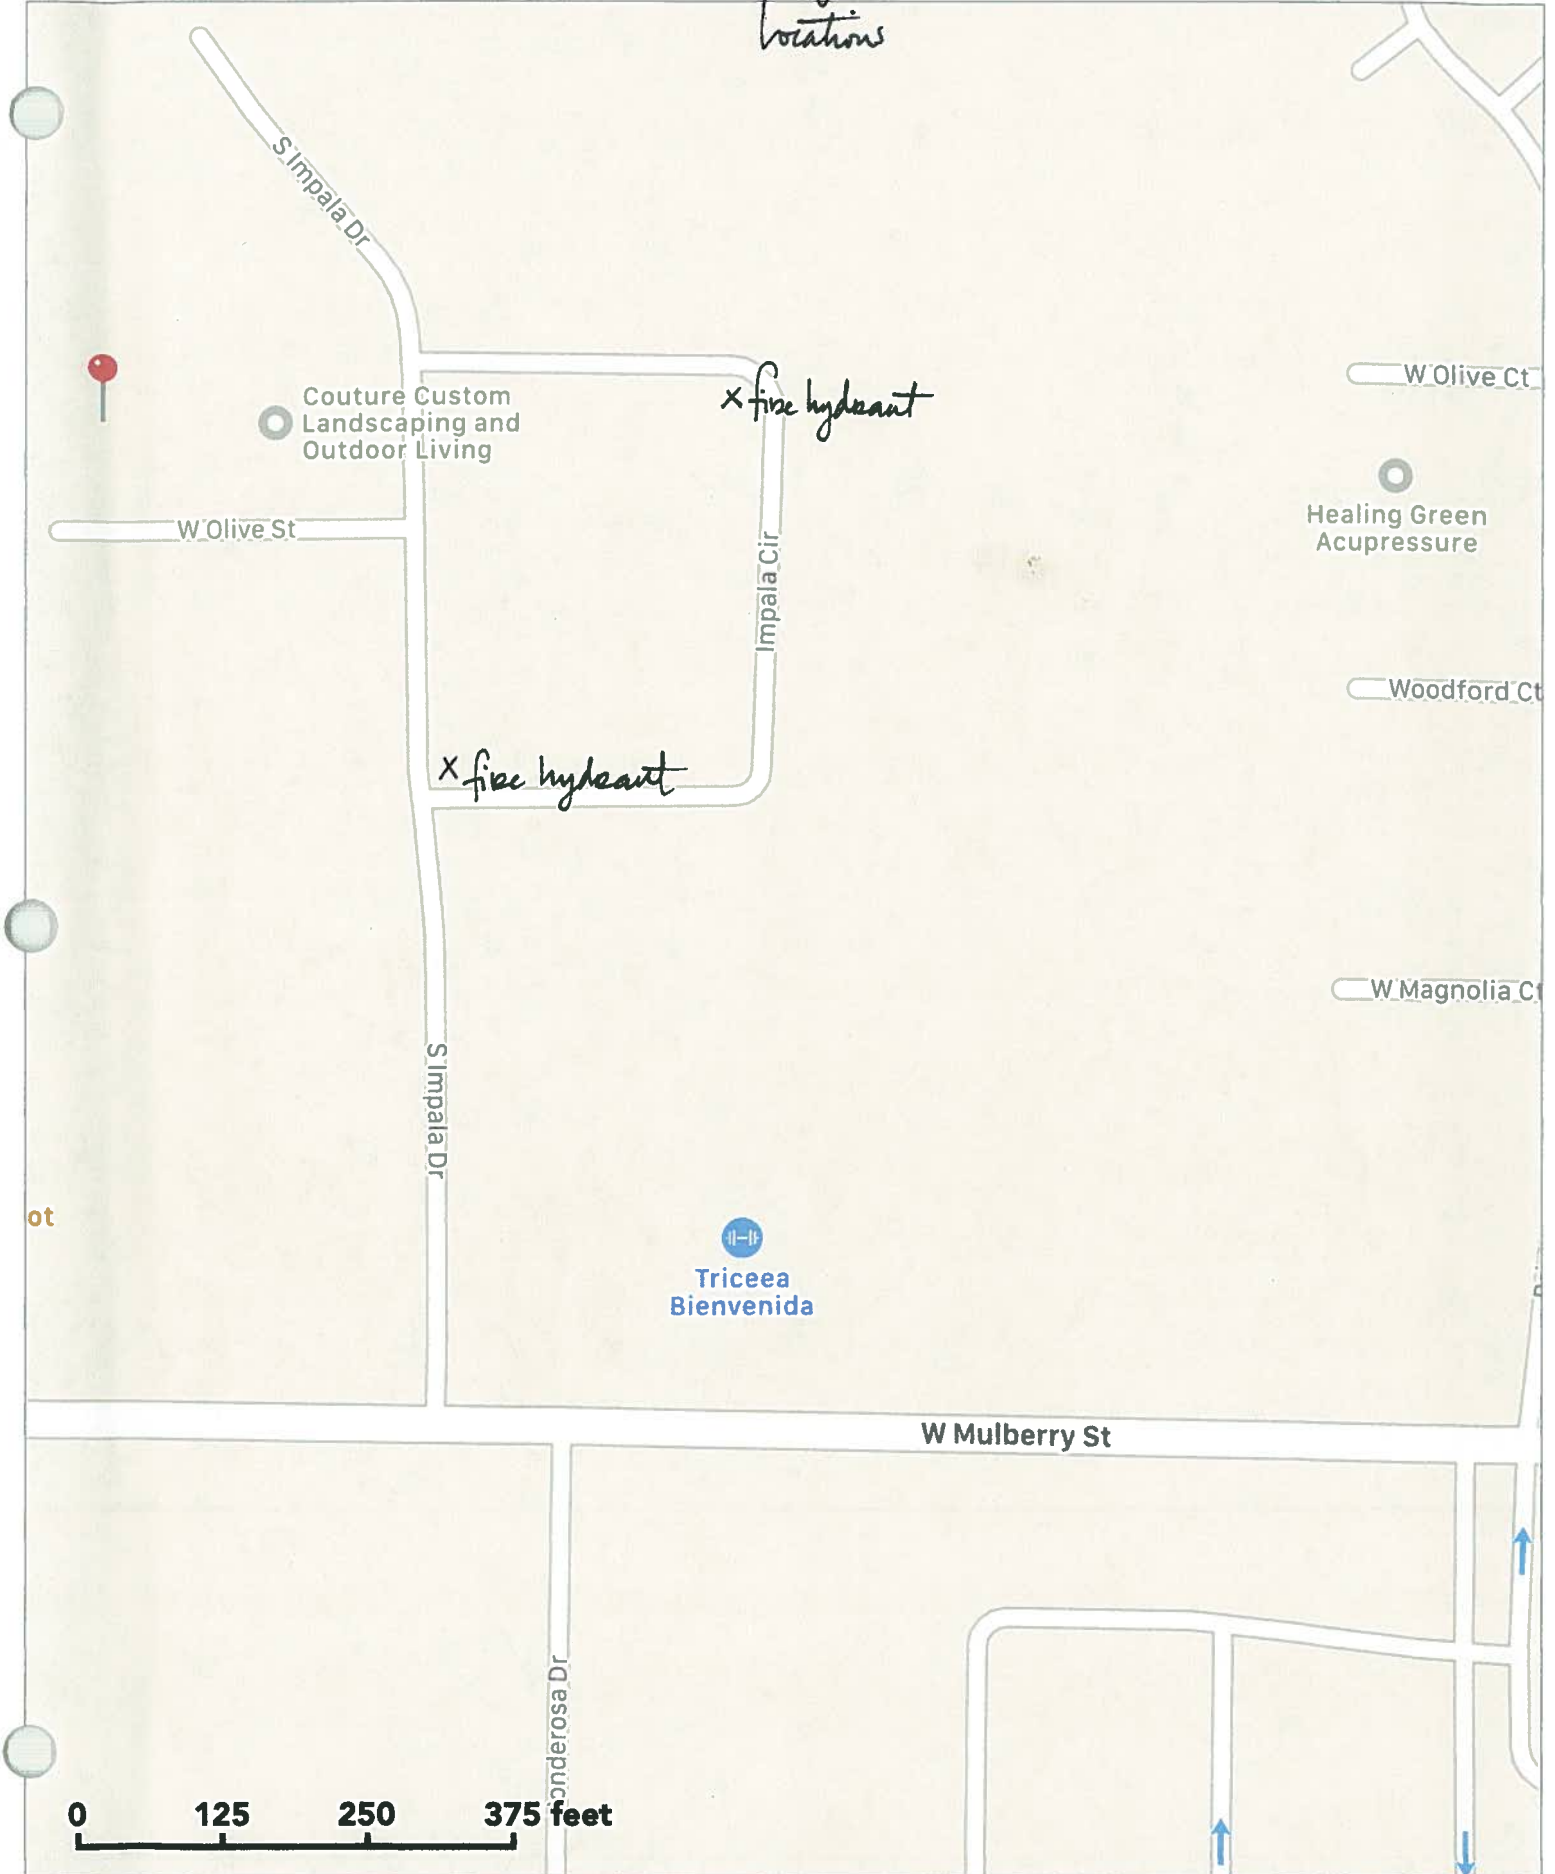 Locations
S Impala Dr
Couture Custom
Landscaping and
Outdoor Living
x fire hydrant
W Olive Ct
W Olive St
Healing Green
Acupressure
Impala Cir
Woodford Ct
x fire hydrant
W Magnolia Ct
S Impala Dr
ot
Triceea
Bienvenida
W Mulberry St
onderosa Dr
0 125 250 375 feet